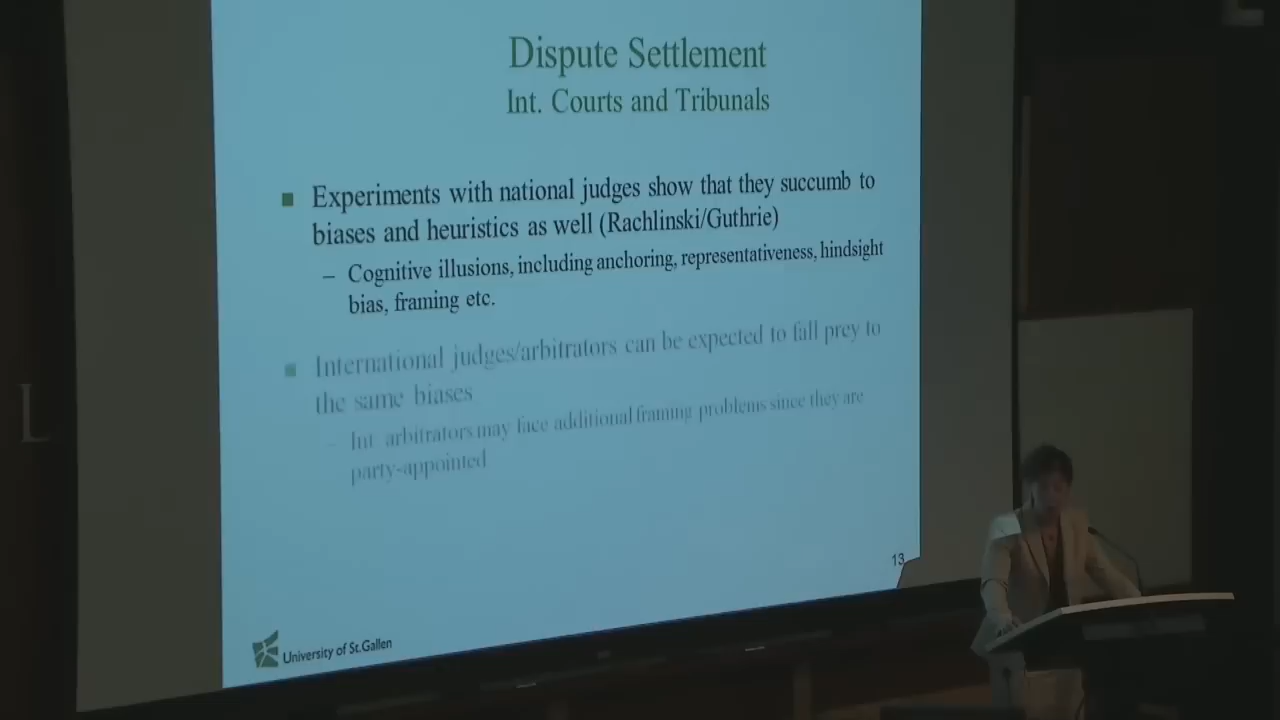 Dispute Settlement
Int. Courts and Tribunals
■ Experiments with national judges show that they succumb to
biases and heuristics as well (Rachlinski/Guthrie)
– Cognitive illusions, including anchoring, representativeness, hindsight
bias, framing etc.
■ International judges/arbitrators can be expected to fall prey to
the same biases
– Int arbitrators may face additional framing problems since they are
party-appointed
13
University of St.Gallen
L